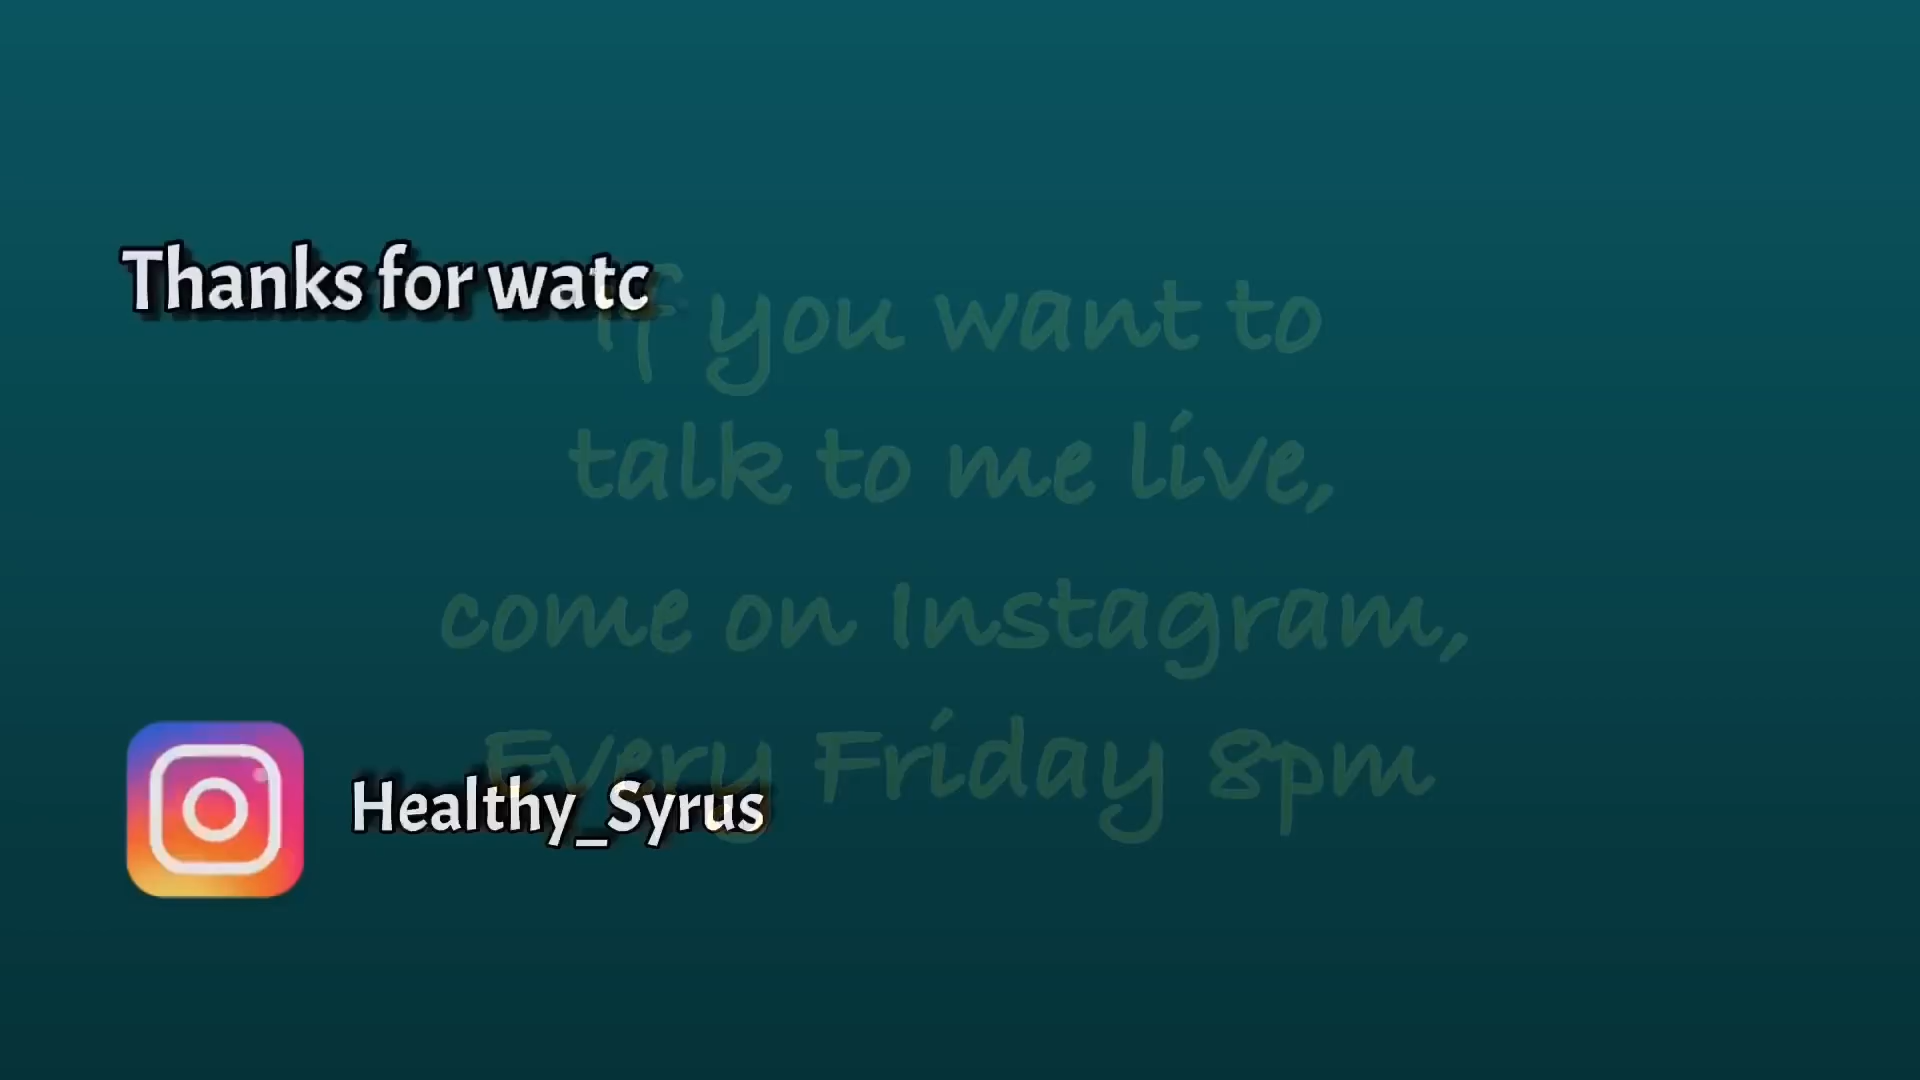 Thanks for watc
If you want to
talk to me live,
come on Instagram,
Every Friday 8pm
Healthy_Syrus